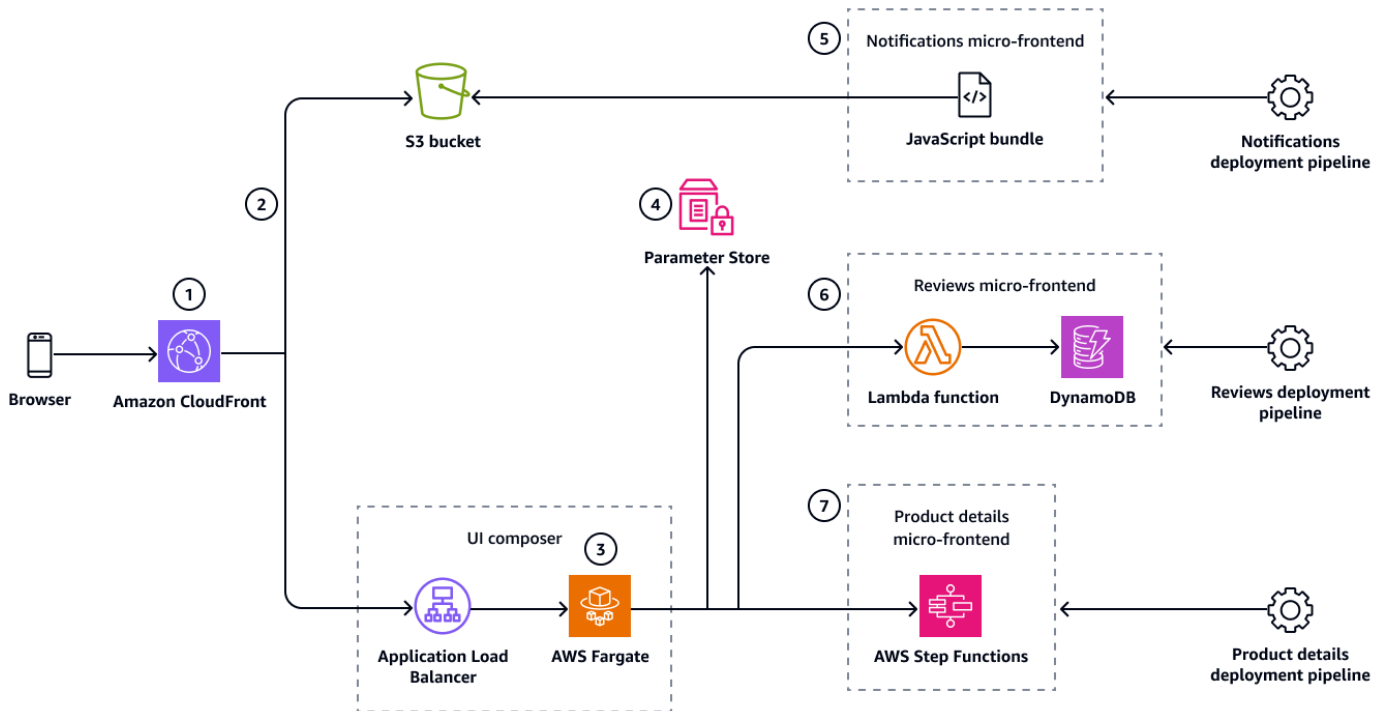 5
Notifications micro-frontend
</>
JavaScript bundle
S3 bucket
Notifications
deployment pipeline
2
4
Parameter Store
1
Browser
Amazon CloudFront
6
Reviews micro-frontend
Lambda function
DynamoDB
Reviews deployment
pipeline
7
Product details
micro-frontend
UI composer
3
Application Load
Balancer
AWS Fargate
AWS Step Functions
Product details
deployment pipeline